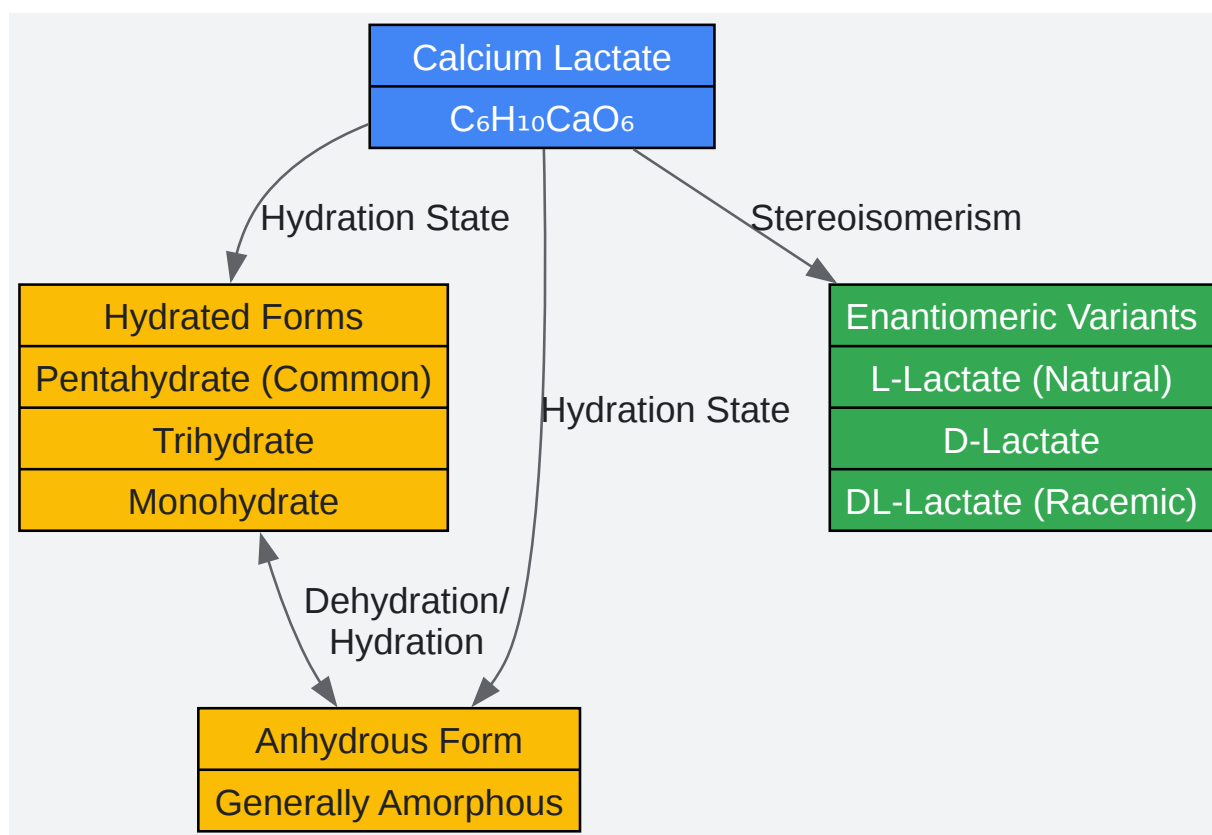 Calcium Lactate
C₆H₁₀CaO₆
Hydration State
Stereoisomerism
Hydrated Forms
Pentahydrate (Common)
Trihydrate
Monohydrate
Enantiomeric Variants
L-Lactate (Natural)
D-Lactate
DL-Lactate (Racemic)
Hydration State
Dehydration/
Hydration
Anhydrous Form
Generally Amorphous